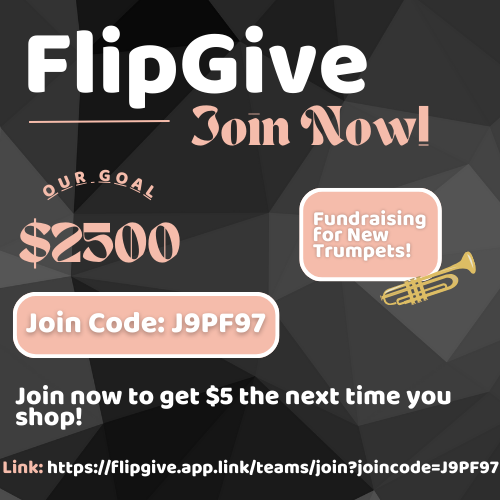 FlipGive
Join Now!
OUR GOAL
$2500
Fundraising
for New
Trumpets!
Join Code: J9PF97
Join now to get $5 the next time you
shop!
Link: https://flipgive.app.link/teams/join?joincode=J9PF97